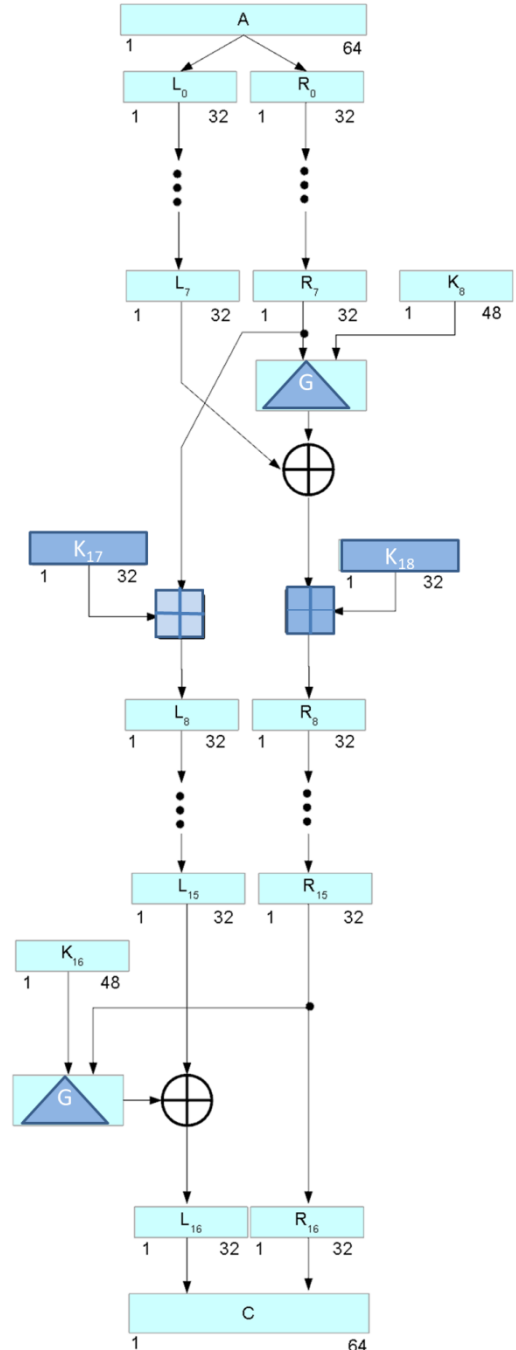 A
1 64
L₀ R₀
1 32 1 32
L₇ R₇ K₈
1 32 1 32 1 48
G
K₁₇ K₁₈
1 32 1 32
L₈ R₈
1 32 1 32
L₁₅ R₁₅
1 32 1 32
K₁₆
1 48
G
L₁₆ R₁₆
1 32 1 32
C
1 64